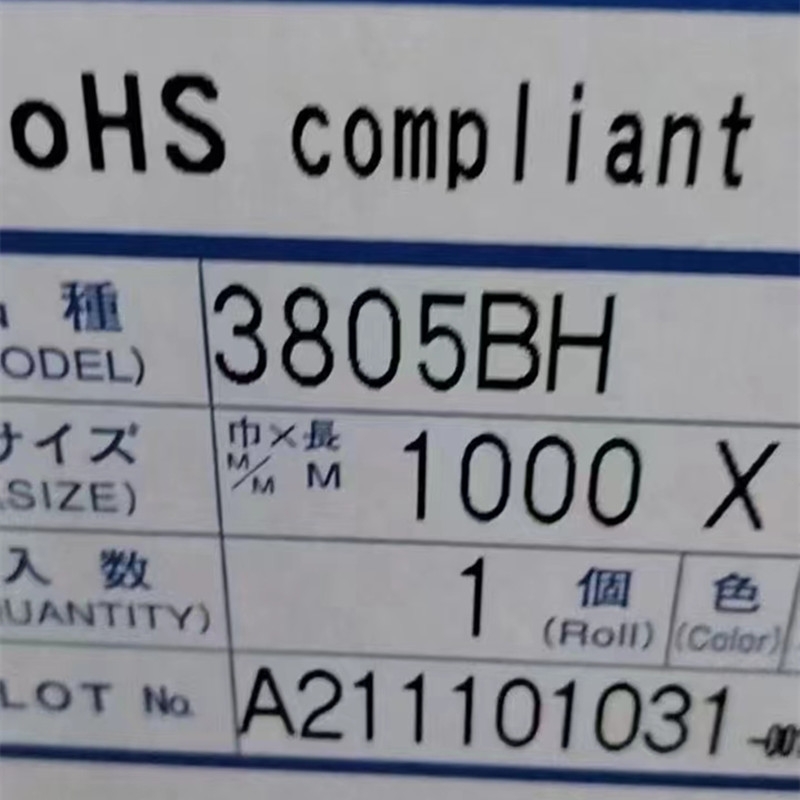 oHS compliant
種 3805BH
ODEL)
サイズ 巾×長 1000 X
SIZE) M/M M
入数 1 個 色
UANTITY) (Roll) (Color)
LOT No. A211101031